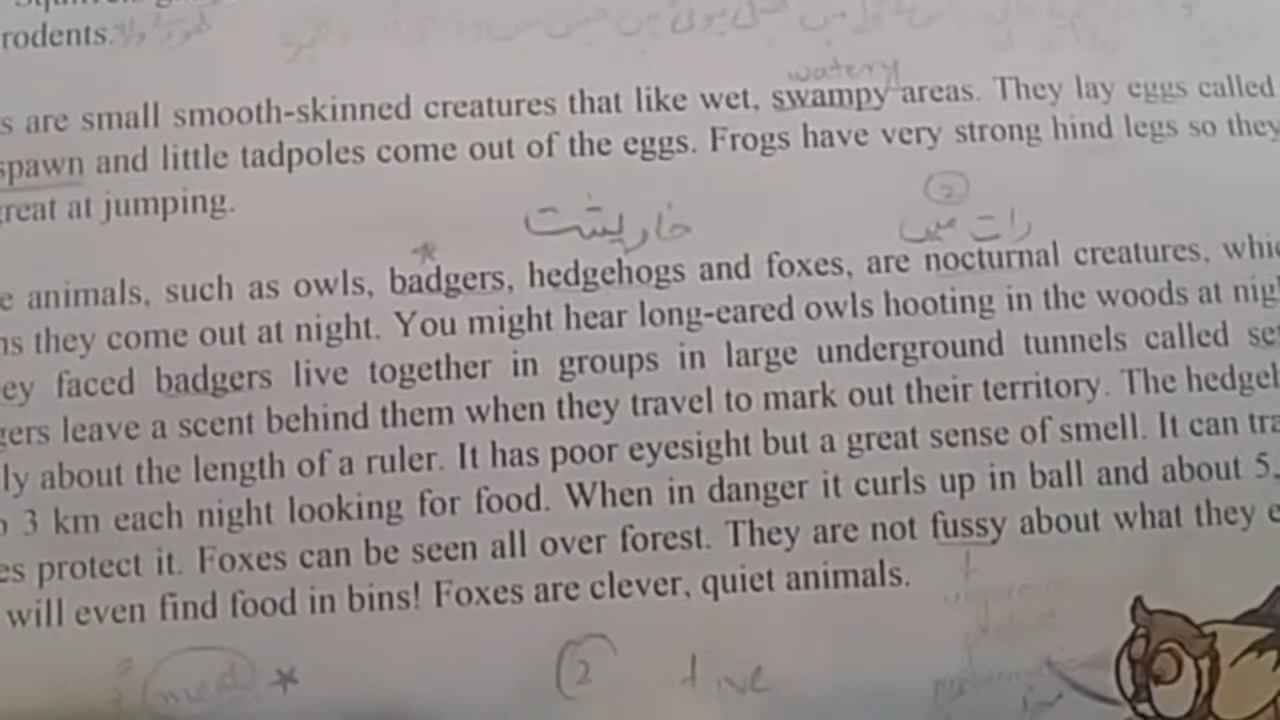 rodents.
watery
s are small smooth-skinned creatures that like wet, swampy areas. They lay eggs called
spawn and little tadpoles come out of the eggs. Frogs have very strong hind legs so they
great at jumping.
2
خارپشت رات میں
e animals, such as owls, badgers, hedgehogs and foxes, are nocturnal creatures, whic
ns they come out at night. You might hear long-eared owls hooting in the woods at nigh
ey faced badgers live together in groups in large underground tunnels called se
gers leave a scent behind them when they travel to mark out their territory. The hedgeh
ly about the length of a ruler. It has poor eyesight but a great sense of smell. It can tra
o 3 km each night looking for food. When in danger it curls up in ball and about 5,
es protect it. Foxes can be seen all over forest. They are not fussy about what they e
will even find food in bins! Foxes are clever, quiet animals.
2